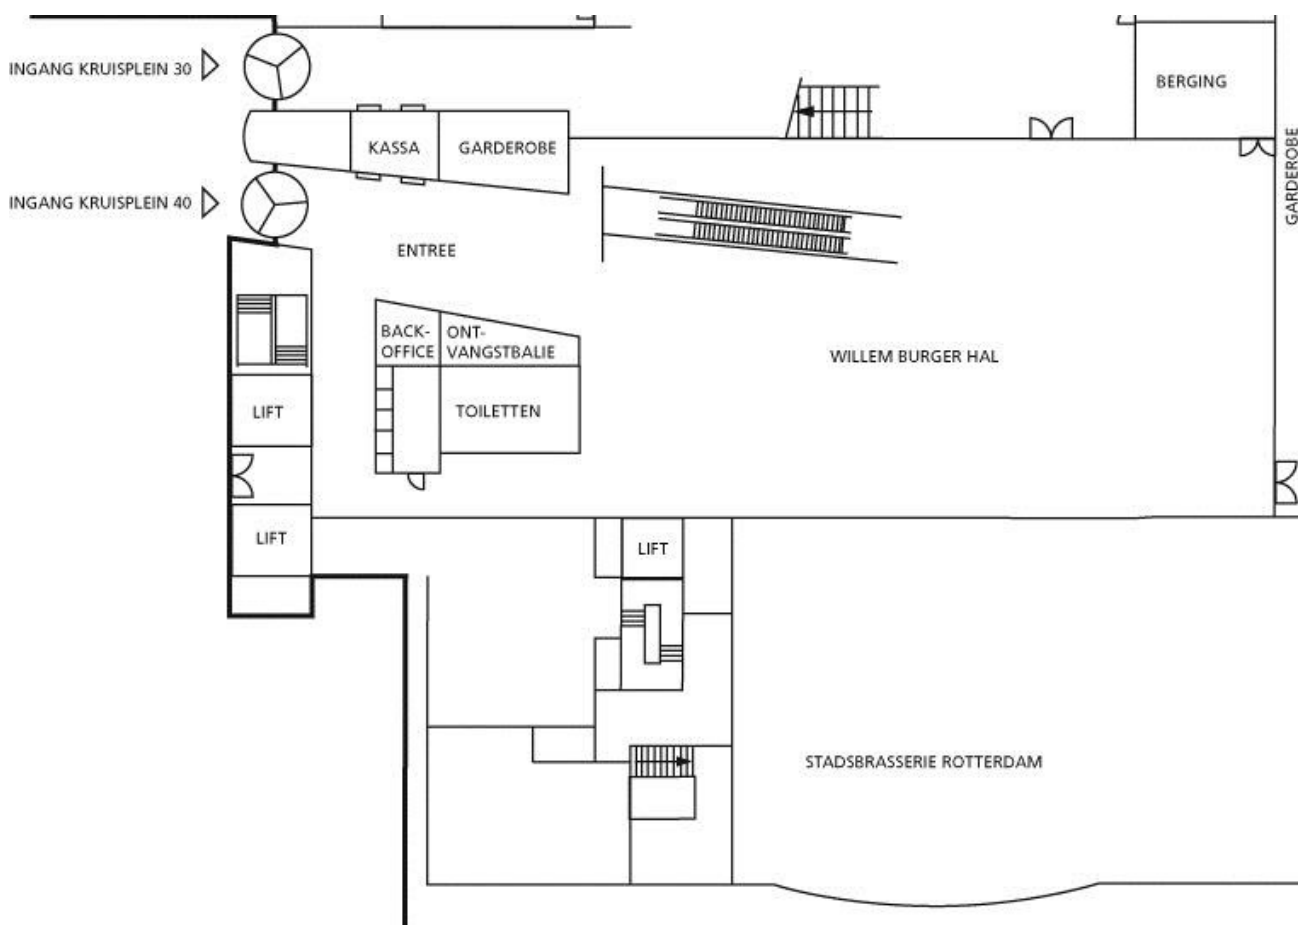 INGANG KRUISPLEIN 30
BERGING
KASSA
GARDEROBE
GARDEROBE
INGANG KRUISPLEIN 40
ENTREE
BACK-
OFFICE
ONT-
VANGSTBALIE
WILLEM BURGER HAL
LIFT
TOILETTEN
LIFT
LIFT
STADSBRASSERIE ROTTERDAM